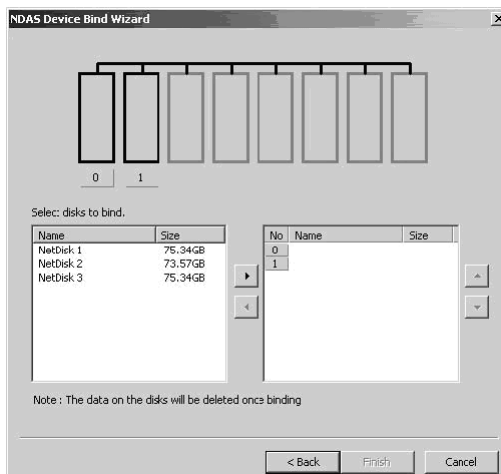 NDAS Device Bind Wizard
0 1
Selec: disks to bind.
Name Size
NetDisk 1 75.34GB
NetDisk 2 73.57GB
NetDisk 3 75.34GB
No Name Size
0
1
Note : The data on the disks will be deleted once binding
< Back Finish Cancel